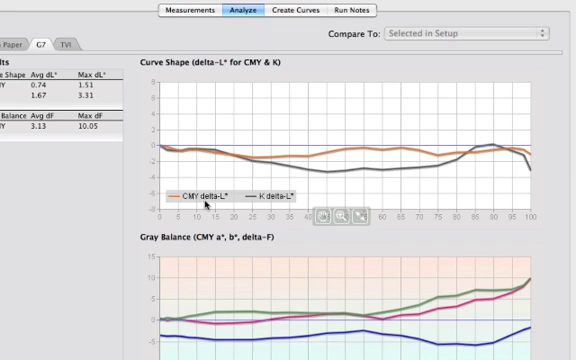 Measurements Analyze Create Curves Run Notes
Compare To: Selected in Setup
Paper G7 TVI
lts
e Shape Avg dL* Max dL*
MY 0.74 1.51
1.67 3.31
Balance Avg dF Max dF
MY 3.13 10.05
Curve Shape (delta-L* for CMY & K)
8
6
4
2
0
-2
-4
-6
-8
CMY delta-L* K delta-L*
0 5 10 15 20 25 30 35 40 45 50 55 60 65 70 75 80 85 90 95 100
Gray Balance (CMY a*, b*, delta-F)
15
10
5
0
-5